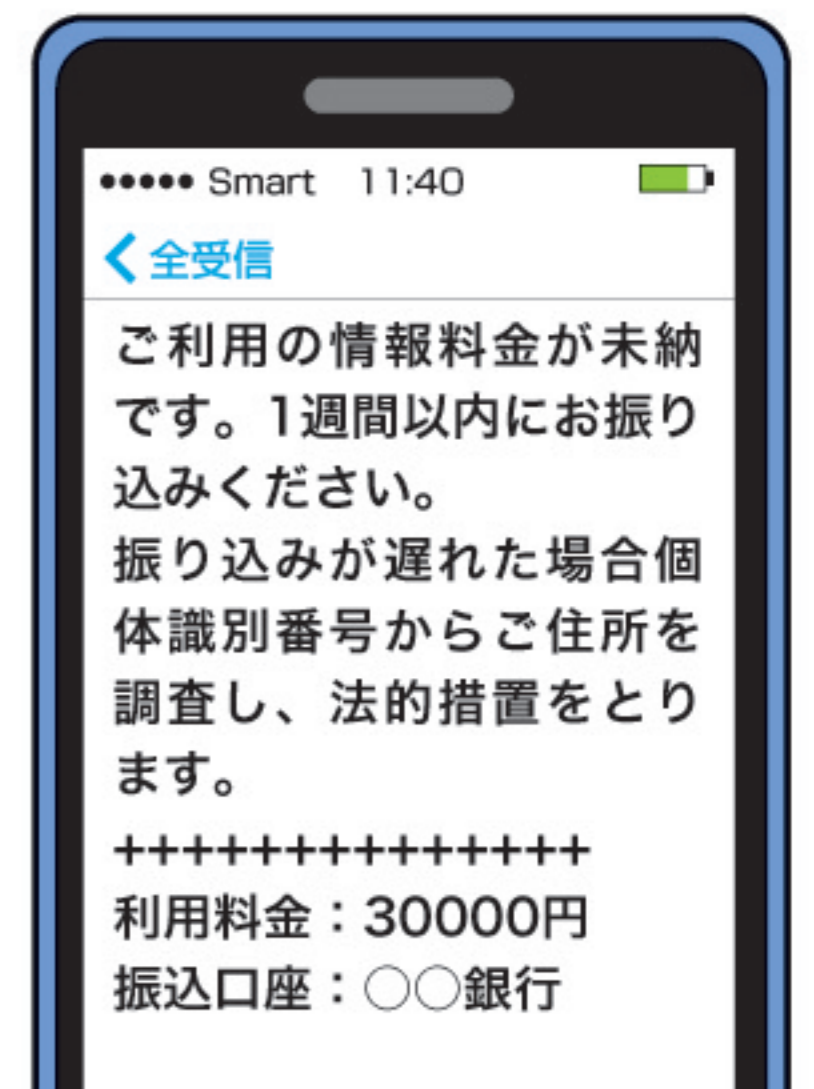 ••••• Smart 11:40
全受信
ご利用の情報料金が未納
です。1週間以内にお振り
込みください。
振り込みが遅れた場合個
体識別番号からご住所を
調査し、法的措置をとり
ます。
++++++++++++++
利用料金：30000円
振込口座：○○銀行